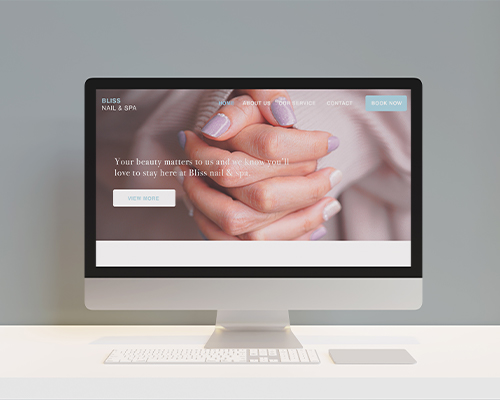 BLISS
NAIL & SPA
HOME ABOUT US OUR SERVICE CONTACT BOOK NOW
Your beauty matters to us and we know you'll
love to stay here at Bliss nail & spa.
VIEW MORE